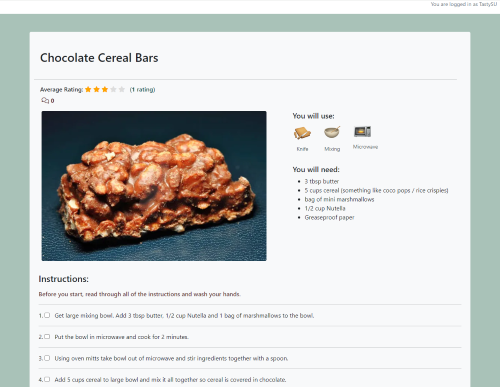 You are logged in as TastySU
Chocolate Cereal Bars
Average Rating: (1 rating)
0
You will use:
Knife
Mixing
Microwave
You will need:
3 tbsp butter
5 cups cereal (something like coco pops / rice crispies)
bag of mini marshmallows
1/2 cup Nutella
Greaseproof paper
Instructions:
Before you start, read through all of the instructions and wash your hands.
1. Get large mixing bowl. Add 3 tbsp butter, 1/2 cup Nutella and 1 bag of marshmallows to the bowl.
2. Put the bowl in microwave and cook for 2 minutes.
3. Using oven mitts take bowl out of microwave and stir ingredients together with a spoon.
4. Add 5 cups cereal to large bowl and mix it all together so cereal is covered in chocolate.